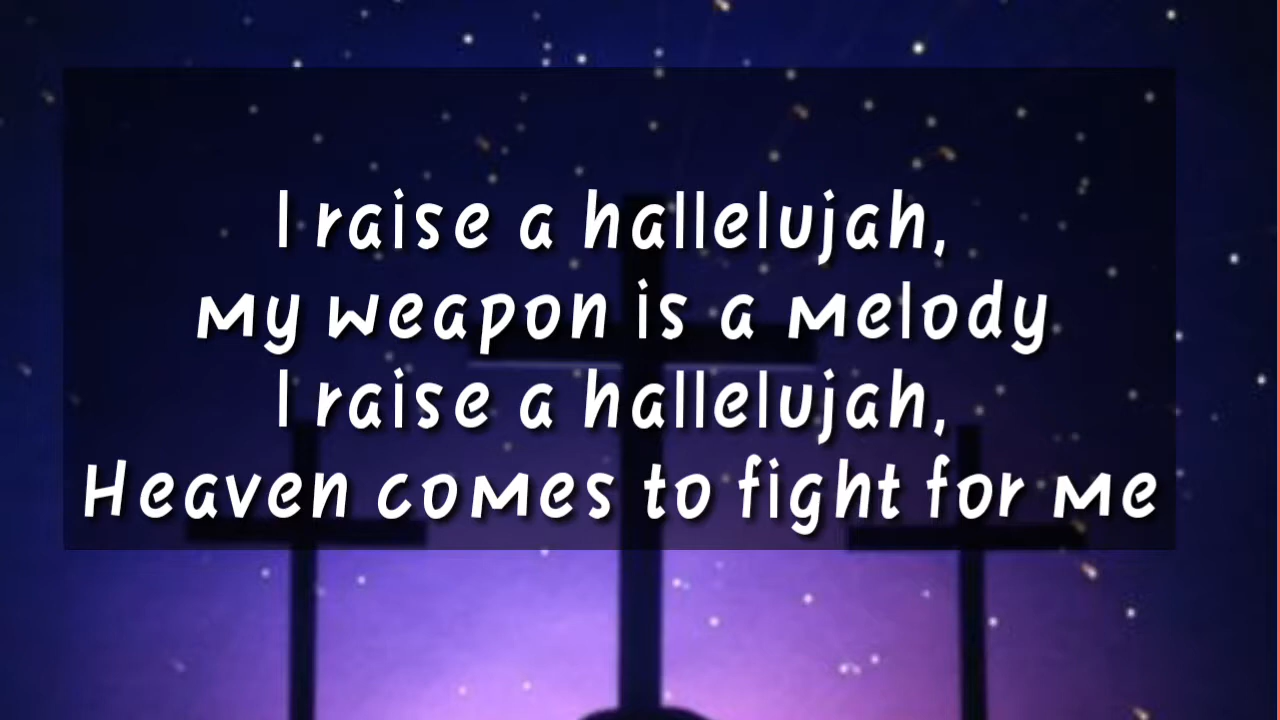 I raise a hallelujah,
My weapon is a melody
I raise a hallelujah,
Heaven comes to fight for me